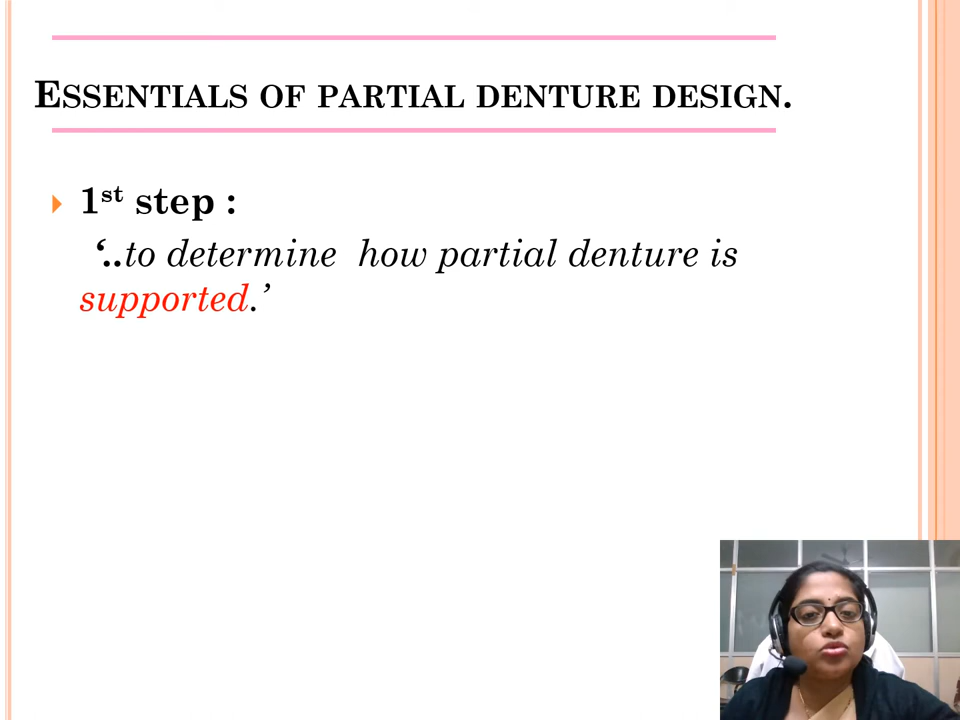 ESSENTIALS OF PARTIAL DENTURE DESIGN.
1st step :
‘..to determine how partial denture is
supported.’